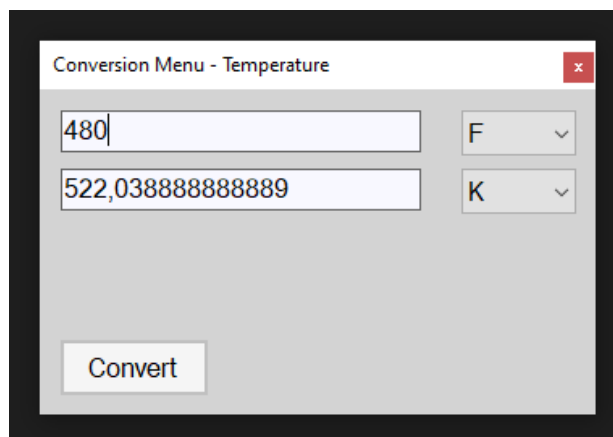 Conversion Menu - Temperature
x
480
F
522,038888888889
K
Convert